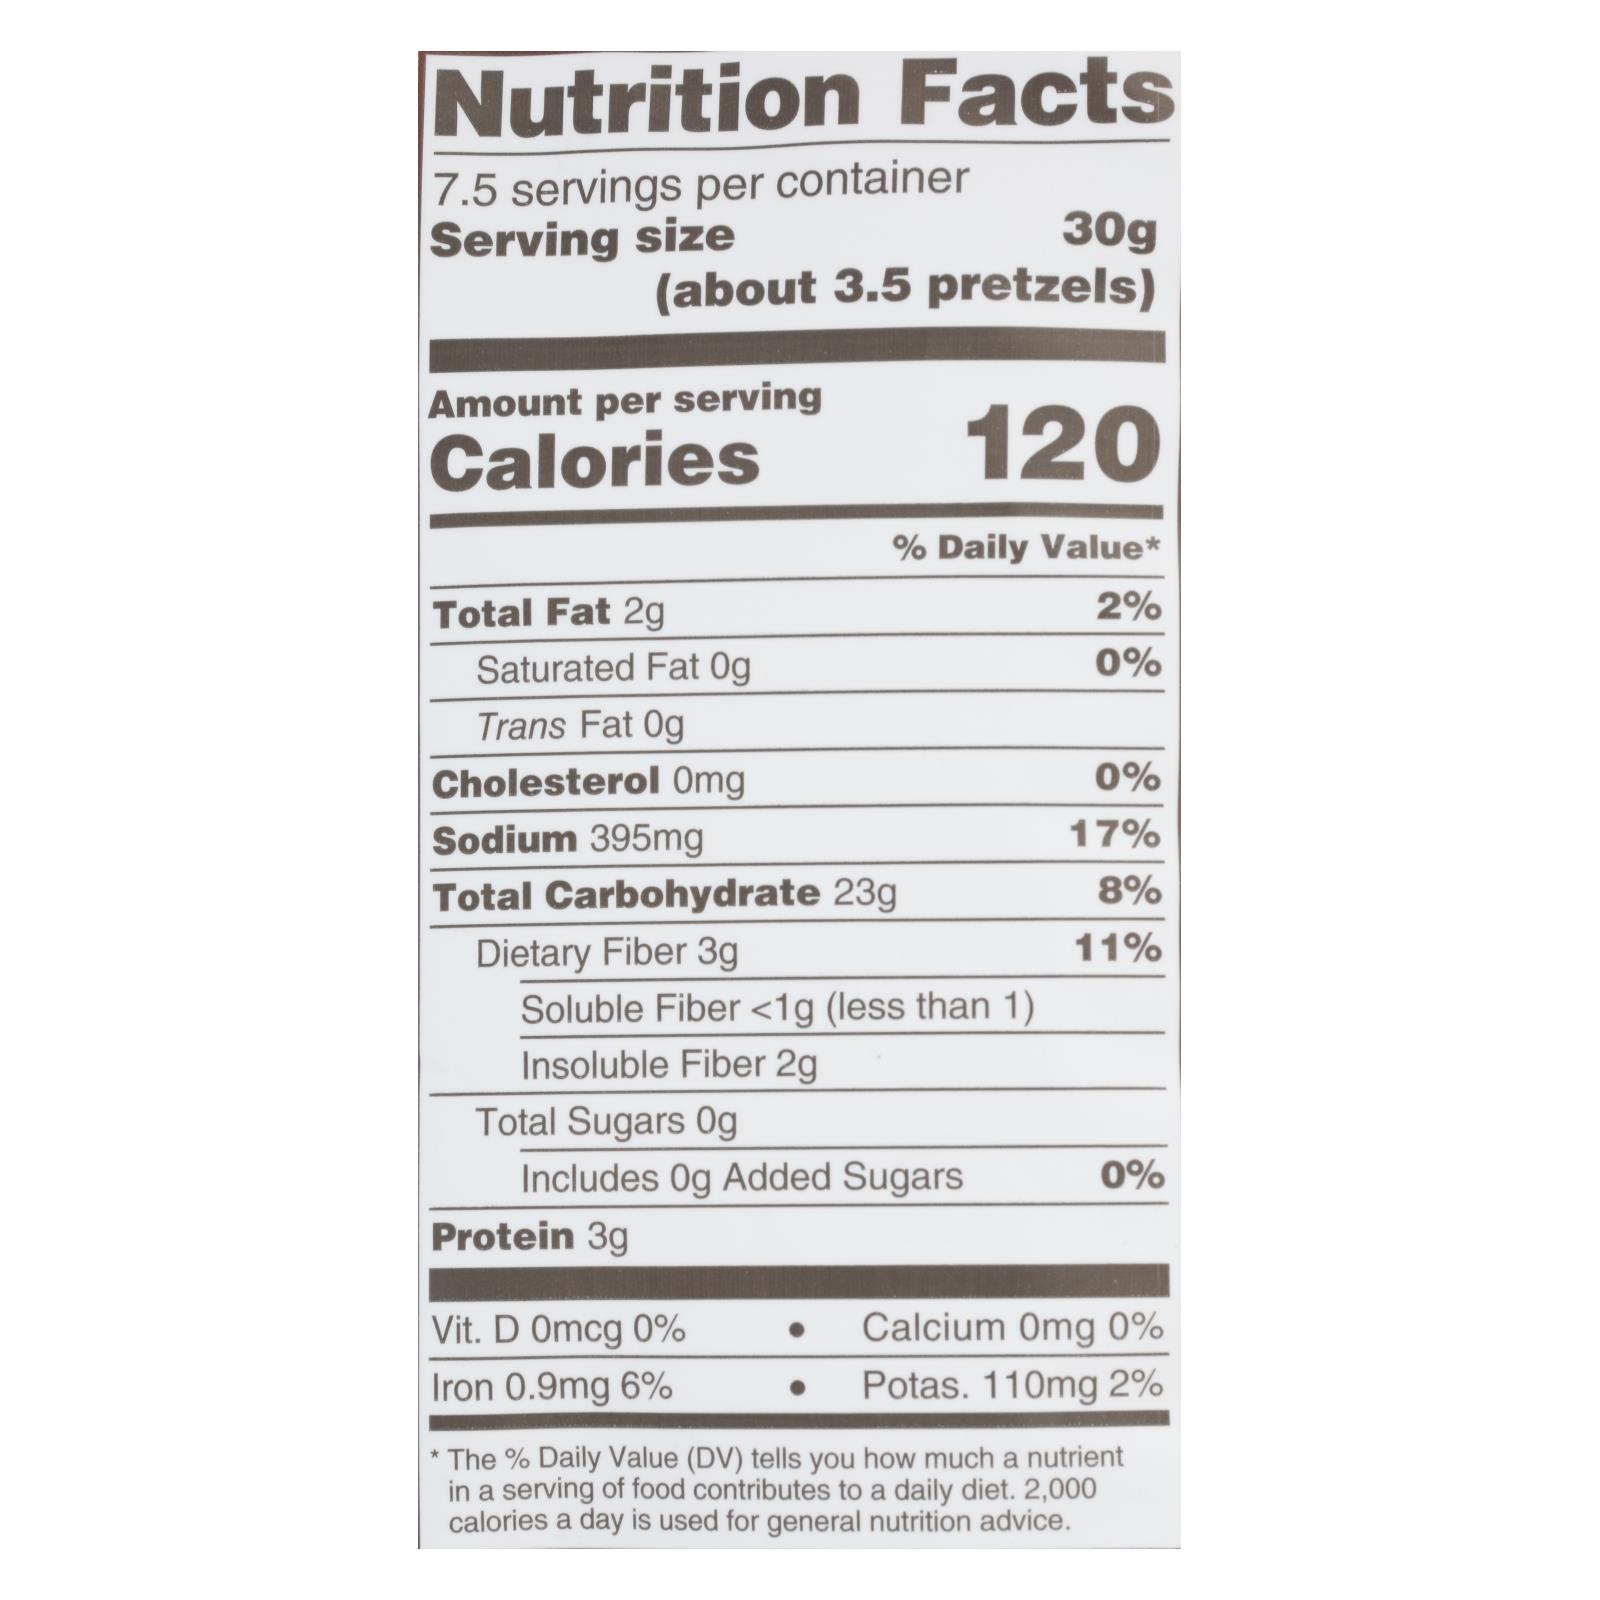 Nutrition Facts
7.5 servings per container
Serving size 30g
(about 3.5 pretzels)
Amount per serving
Calories 120
% Daily Value*
Total Fat 2g 2%
Saturated Fat 0g 0%
Trans Fat 0g
Cholesterol 0mg 0%
Sodium 395mg 17%
Total Carbohydrate 23g 8%
Dietary Fiber 3g 11%
Soluble Fiber <1g (less than 1)
Insoluble Fiber 2g
Total Sugars 0g
Includes 0g Added Sugars 0%
Protein 3g
Vit. D 0mcg 0% • Calcium 0mg 0%
Iron 0.9mg 6% • Potas. 110mg 2%
* The % Daily Value (DV) tells you how much a nutrient
in a serving of food contributes to a daily diet. 2,000
calories a day is used for general nutrition advice.